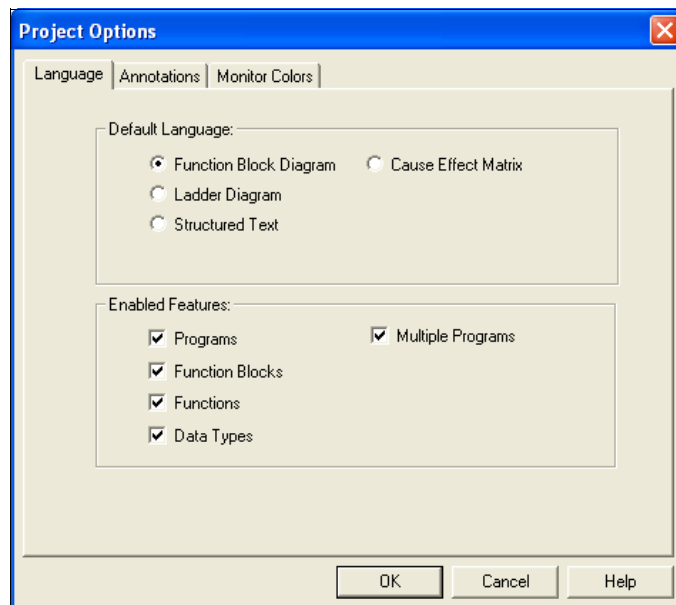 Project Options
Language Annotations Monitor Colors
Default Language:
Function Block Diagram Cause Effect Matrix
Ladder Diagram
Structured Text
Enabled Features:
Programs Multiple Programs
Function Blocks
Functions
Data Types
OK Cancel Help